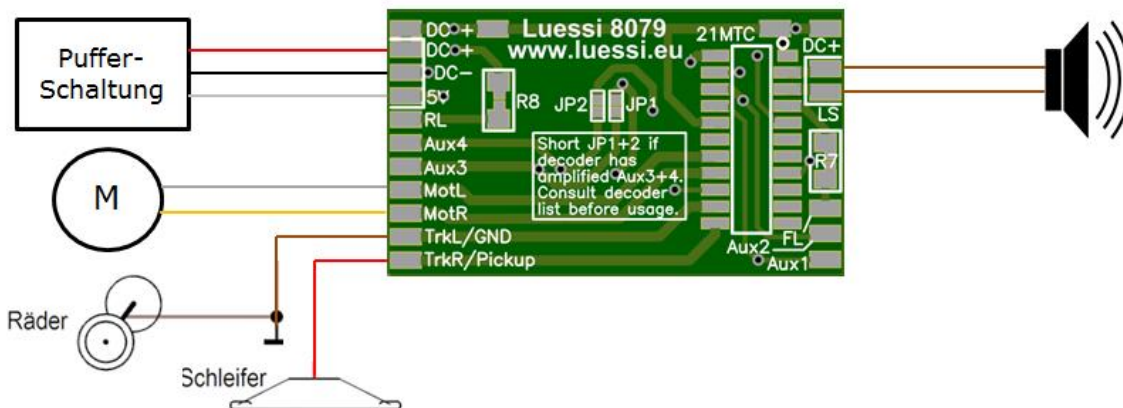 Puffer-
Schaltung
M
Räder
Schleifer
DC+
DC+
DC-
5V
RL
Aux4
Aux3
MotL
MotR
TrkL/GND
TrkR/Pickup
Luessi 8079
www.luessi.eu
R8
JP2
JP1
Short JP1+2 if
decoder has
amplified Aux3+4.
Consult decoder
list before usage.
21MTC
DC+
LS
R7
FL
Aux2
Aux1